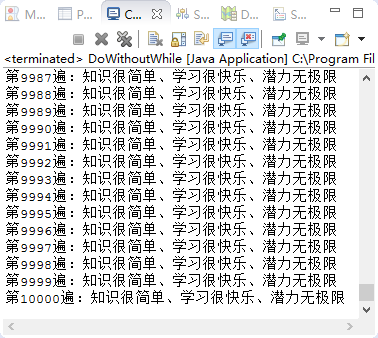 M...
P...
C...
S...
D...
S...
<terminated> DoWithoutWhile [Java Application] C:\Program Fil
第9987遍：知识很简单、学习很快乐、潜力无极限
第9988遍：知识很简单、学习很快乐、潜力无极限
第9989遍：知识很简单、学习很快乐、潜力无极限
第9990遍：知识很简单、学习很快乐、潜力无极限
第9991遍：知识很简单、学习很快乐、潜力无极限
第9992遍：知识很简单、学习很快乐、潜力无极限
第9993遍：知识很简单、学习很快乐、潜力无极限
第9994遍：知识很简单、学习很快乐、潜力无极限
第9995遍：知识很简单、学习很快乐、潜力无极限
第9996遍：知识很简单、学习很快乐、潜力无极限
第9997遍：知识很简单、学习很快乐、潜力无极限
第9998遍：知识很简单、学习很快乐、潜力无极限
第9999遍：知识很简单、学习很快乐、潜力无极限
第10000遍：知识很简单、学习很快乐、潜力无极限